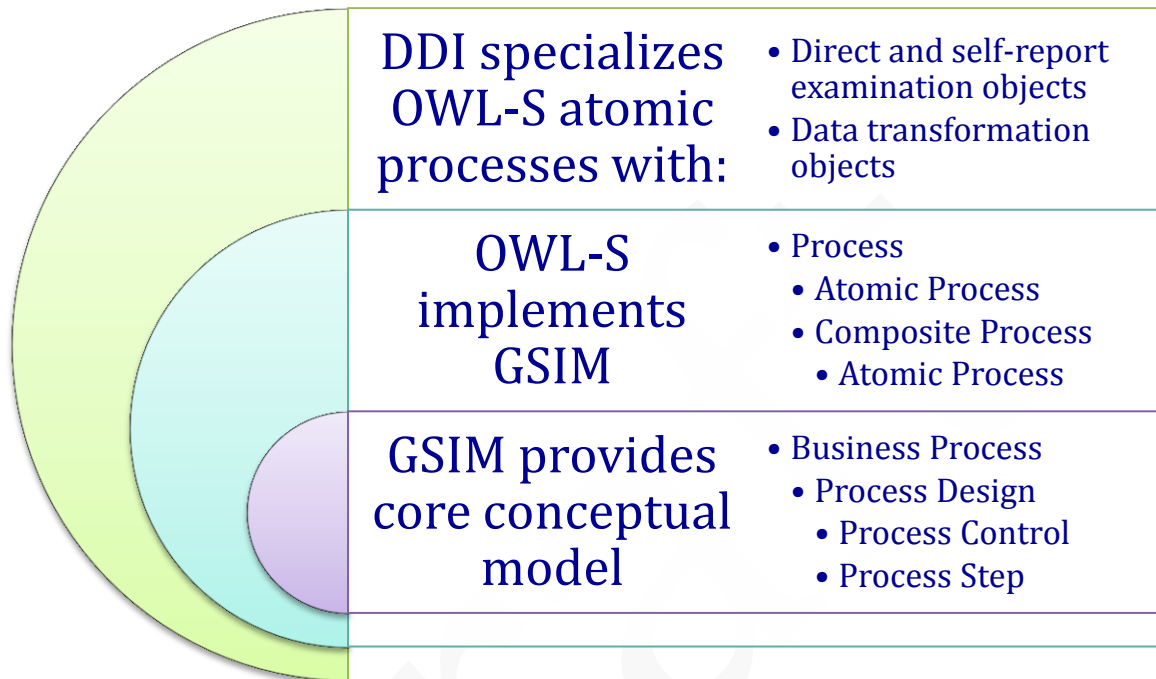 DDI specializes
OWL-S atomic
processes with:
• Direct and self-report
examination objects
• Data transformation
objects
OWL-S
implements
GSIM
• Process
• Atomic Process
• Composite Process
• Atomic Process
GSIM provides
core conceptual
model
• Business Process
• Process Design
• Process Control
• Process Step